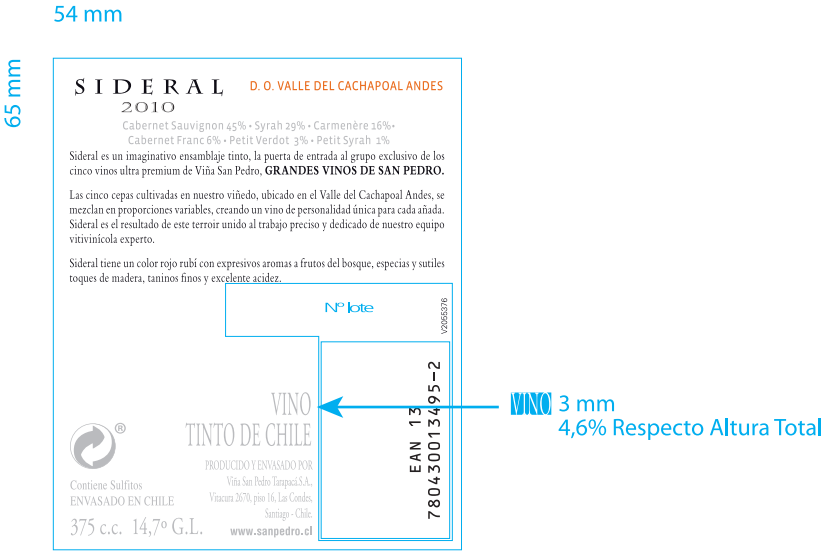 54 mm
65 mm
SIDERAL
2010
D. O. VALLE DEL CACHAPOAL ANDES
Cabernet Sauvignon 45% • Syrah 29% • Carmenère 16%•
Cabernet Franc 6% • Petit Verdot 3% • Petit Syrah 1%
Sideral es un imaginativo ensamblaje tinto, la puerta de entrada al grupo exclusivo de los
cinco vinos ultra premium de Viña San Pedro, GRANDES VINOS DE SAN PEDRO.
Las cinco cepas cultivadas en nuestro viñedo, ubicado en el Valle del Cachapoal Andes, se
mezclan en proporciones variables, creando un vino de personalidad única para cada añada.
Sideral es el resultado de este terroir unido al trabajo preciso y dedicado de nuestro equipo
vitivinícola experto.
Sideral tiene un color rojo rubí con expresivos aromas a frutos del bosque, especias y sutiles
toques de madera, taninos finos y excelente acidez.
Nº lote
V2055376
EAN 13
780430013495-2
VINO
TINTO DE CHILE
PRODUCIDO Y ENVASADO POR
Viña San Pedro Tarapacá S.A.,
Vitacura 2670, piso 16, Las Condes,
Santiago - Chile.
www.sanpedro.cl
®
Contiene Sulfitos
ENVASADO EN CHILE
375 c.c. 14,7º G.L.
VINO 3 mm
4,6% Respecto Altura Total